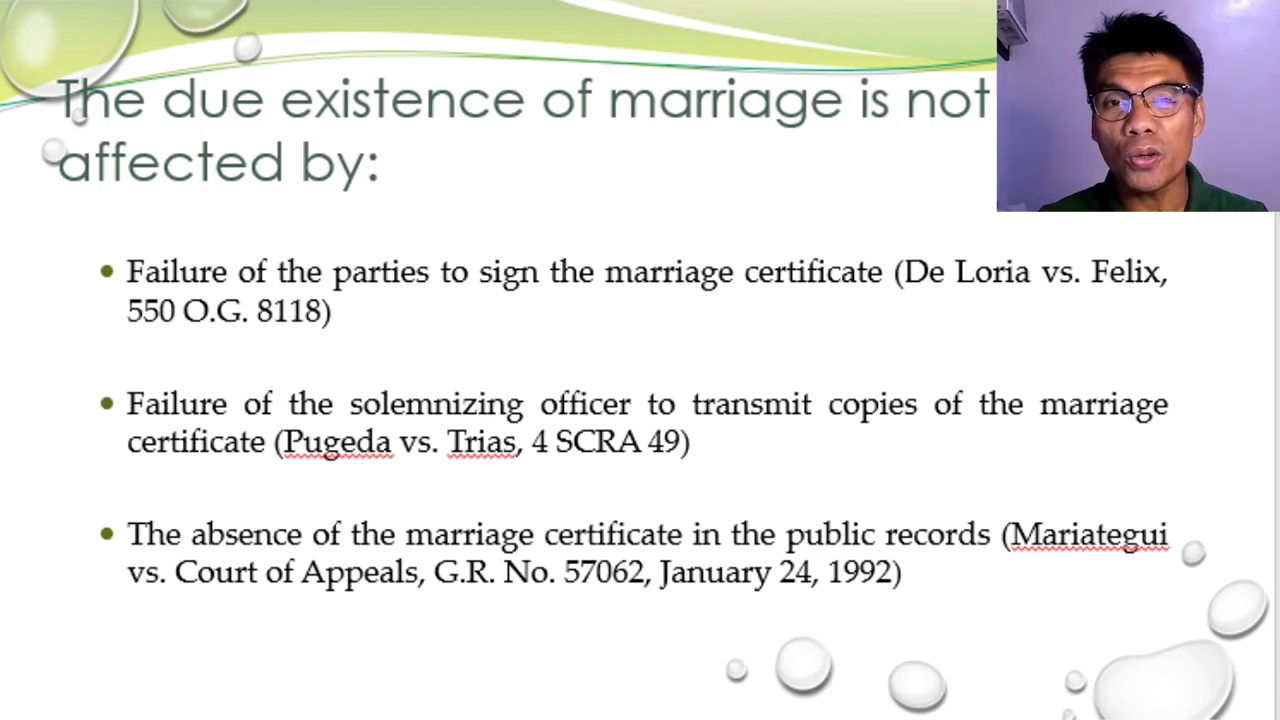 The due existence of marriage is not
affected by:
• Failure of the parties to sign the marriage certificate (De Loria vs. Felix,
550 O.G. 8118)
• Failure of the solemnizing officer to transmit copies of the marriage
certificate (Pugeda vs. Trias, 4 SCRA 49)
• The absence of the marriage certificate in the public records (Mariategui
vs. Court of Appeals, G.R. No. 57062, January 24, 1992)